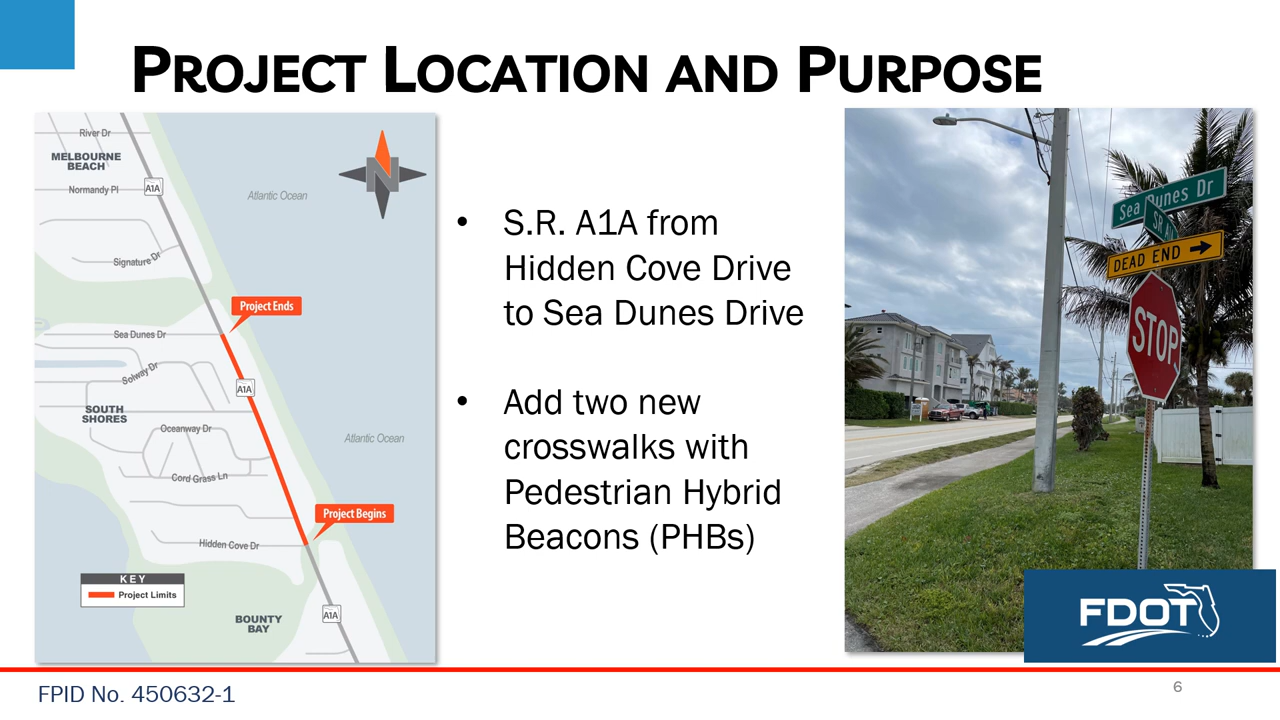 PROJECT LOCATION AND PURPOSE
River Dr
MELBOURNE
BEACH
Normandy Pl
A1A
Atlantic Ocean
N
Signature Dr
Project Ends
Sea Dunes Dr
Solway Dr
A1A
SOUTH
SHORES
Oceanway Dr
Atlantic Ocean
Cord Grass Ln
Project Begins
Hidden Cove Dr
KEY
Project Limits
BOUNTY
BAY
A1A
• S.R. A1A from
Hidden Cove Drive
to Sea Dunes Drive
• Add two new
crosswalks with
Pedestrian Hybrid
Beacons (PHBs)
Sea Dunes Dr
SR A1A
DEAD END
STOP
FDOT
FPID No. 450632-1
6